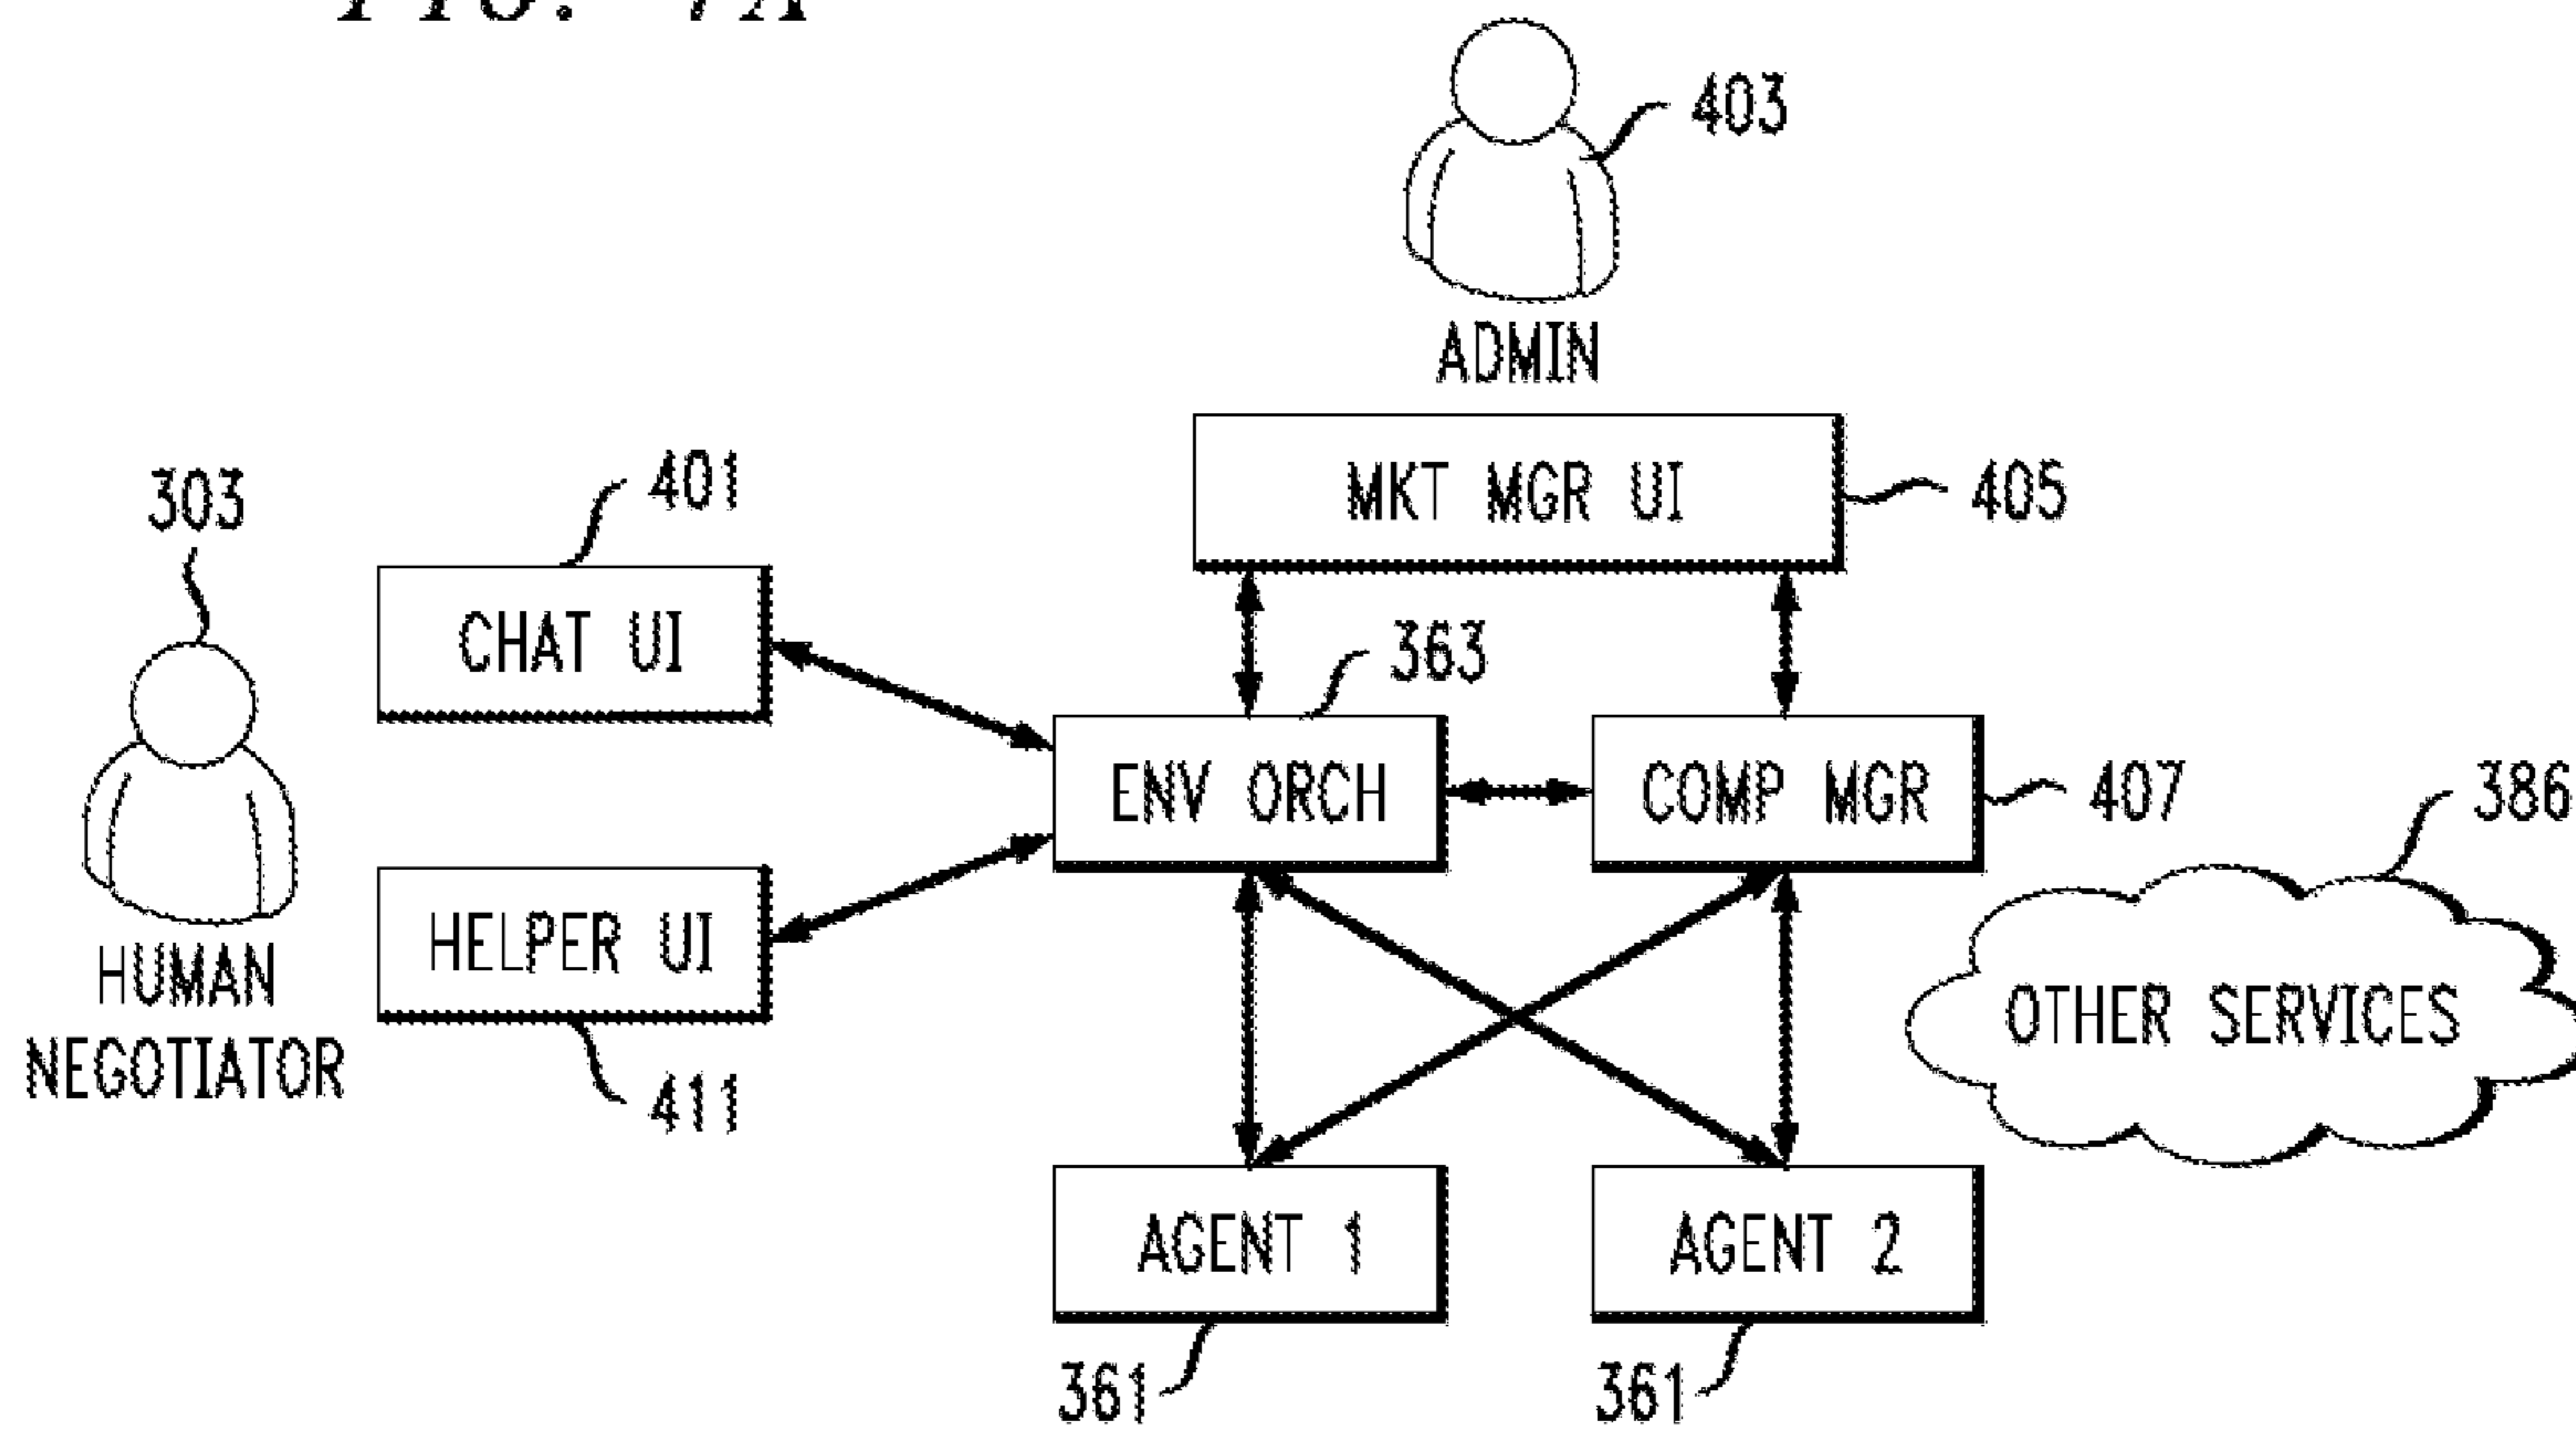 403
ADMIN
MKT MGR UI
405
303
401
CHAT UI
363
ENV ORCH
COMP MGR
407
386
HUMAN
NEGOTIATOR
HELPER UI
411
OTHER SERVICES
AGENT 1
AGENT 2
361
361